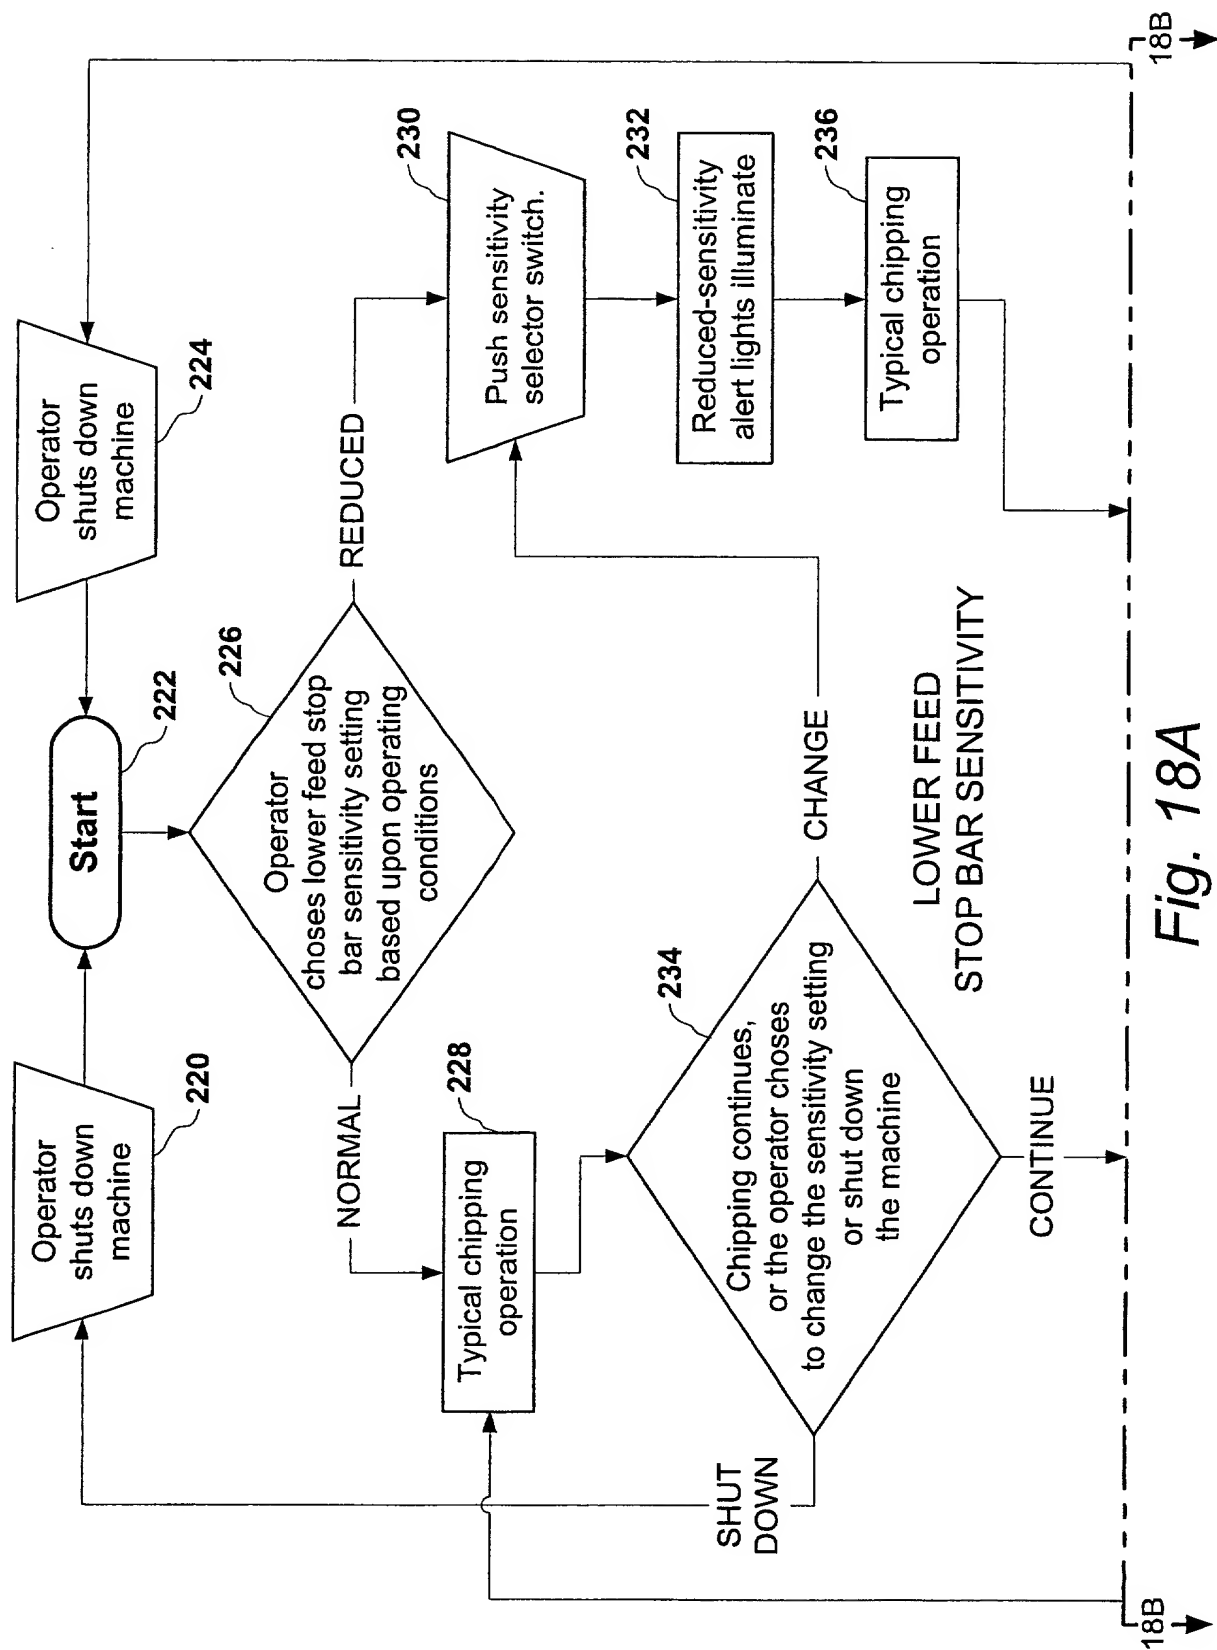 Operator
shuts down
machine
220
Start
222
Operator
shuts down
machine
224
Operator
choses lower feed stop
bar sensitivity setting
based upon operating
conditions
226
NORMAL
REDUCED
Typical chipping
operation
228
Push sensitivity
selector switch.
230
Reduced-sensitivity
alert lights illuminate
232
Chipping continues,
or the operator choses
to change the sensitivity setting
or shut down
the machine
234
Typical chipping
operation
236
SHUT
DOWN
CHANGE
CONTINUE
LOWER FEED
STOP BAR SENSITIVITY
18B
18B
Fig. 18A